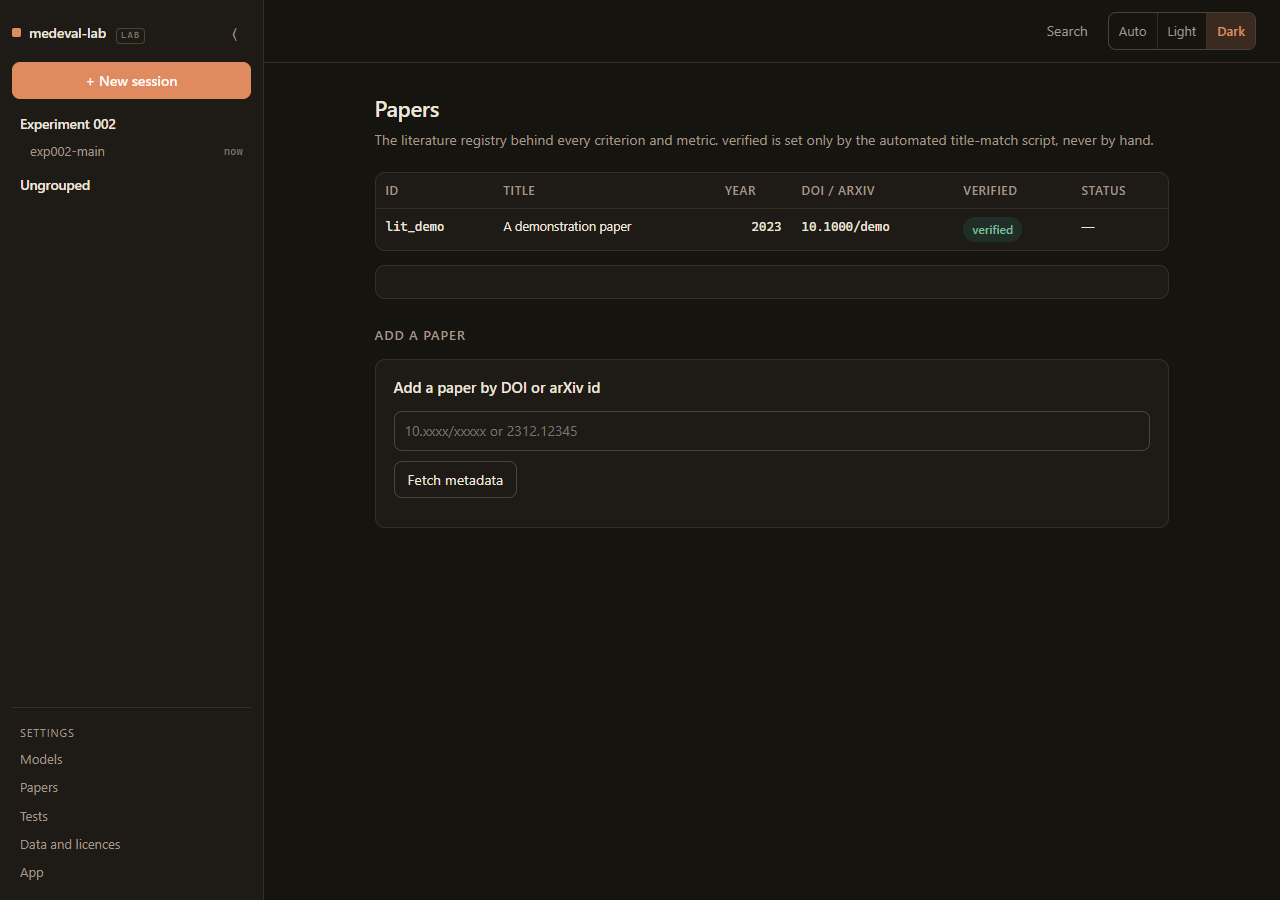 medeval-lab LAB ⟨
+ New session
Experiment 002
exp002-main now
Ungrouped
SETTINGS
Models
Papers
Tests
Data and licences
App
Search Auto Light Dark
Papers
The literature registry behind every criterion and metric. verified is set only by the automated title-match script, never by hand.
ID TITLE YEAR DOI / ARXIV VERIFIED STATUS
lit_demo A demonstration paper 2023 10.1000/demo verified —
ADD A PAPER
Add a paper by DOI or arXiv id
10.xxxx/xxxxx or 2312.12345
Fetch metadata